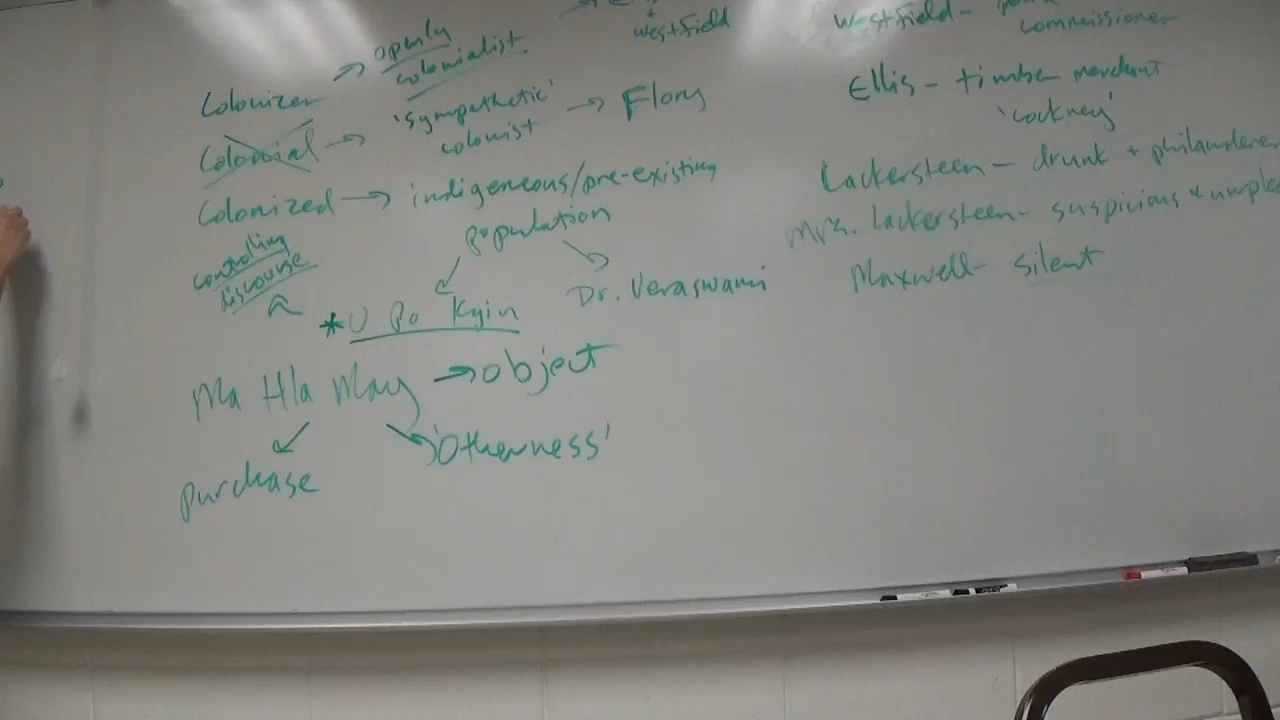 westfield
openly
colonialist
Colonizer
Colonial
'sympathetic'
colonist
Flory
Colonized
indigeneous/pre-existing
population
controlling
discourse
*U Po Kyin
Dr. Veraswami
Ma Hla May
object
'Otherness'
purchase
Westfield -
commissioner
Ellis - timber merchant
'cockney'
Lackersteen - drunk + philanderer
Mrs. Lackersteen - suspicious +
Maxwell - silent